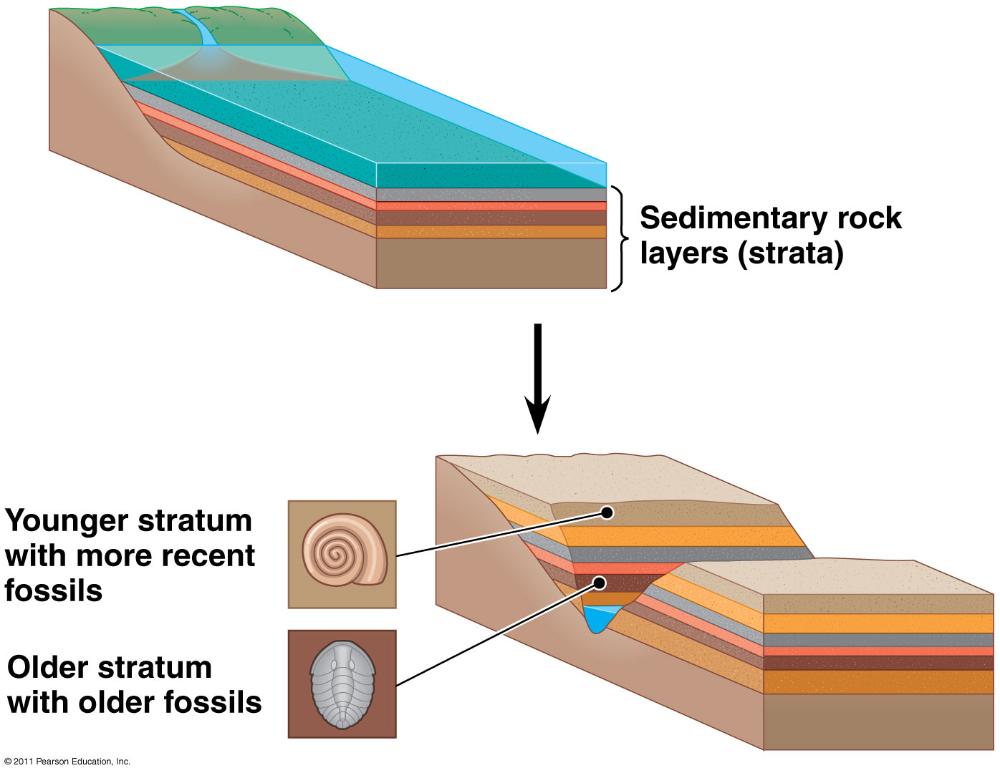 Sedimentary rock
layers (strata)
Younger stratum
with more recent
fossils
Older stratum
with older fossils
© 2011 Pearson Education, Inc.